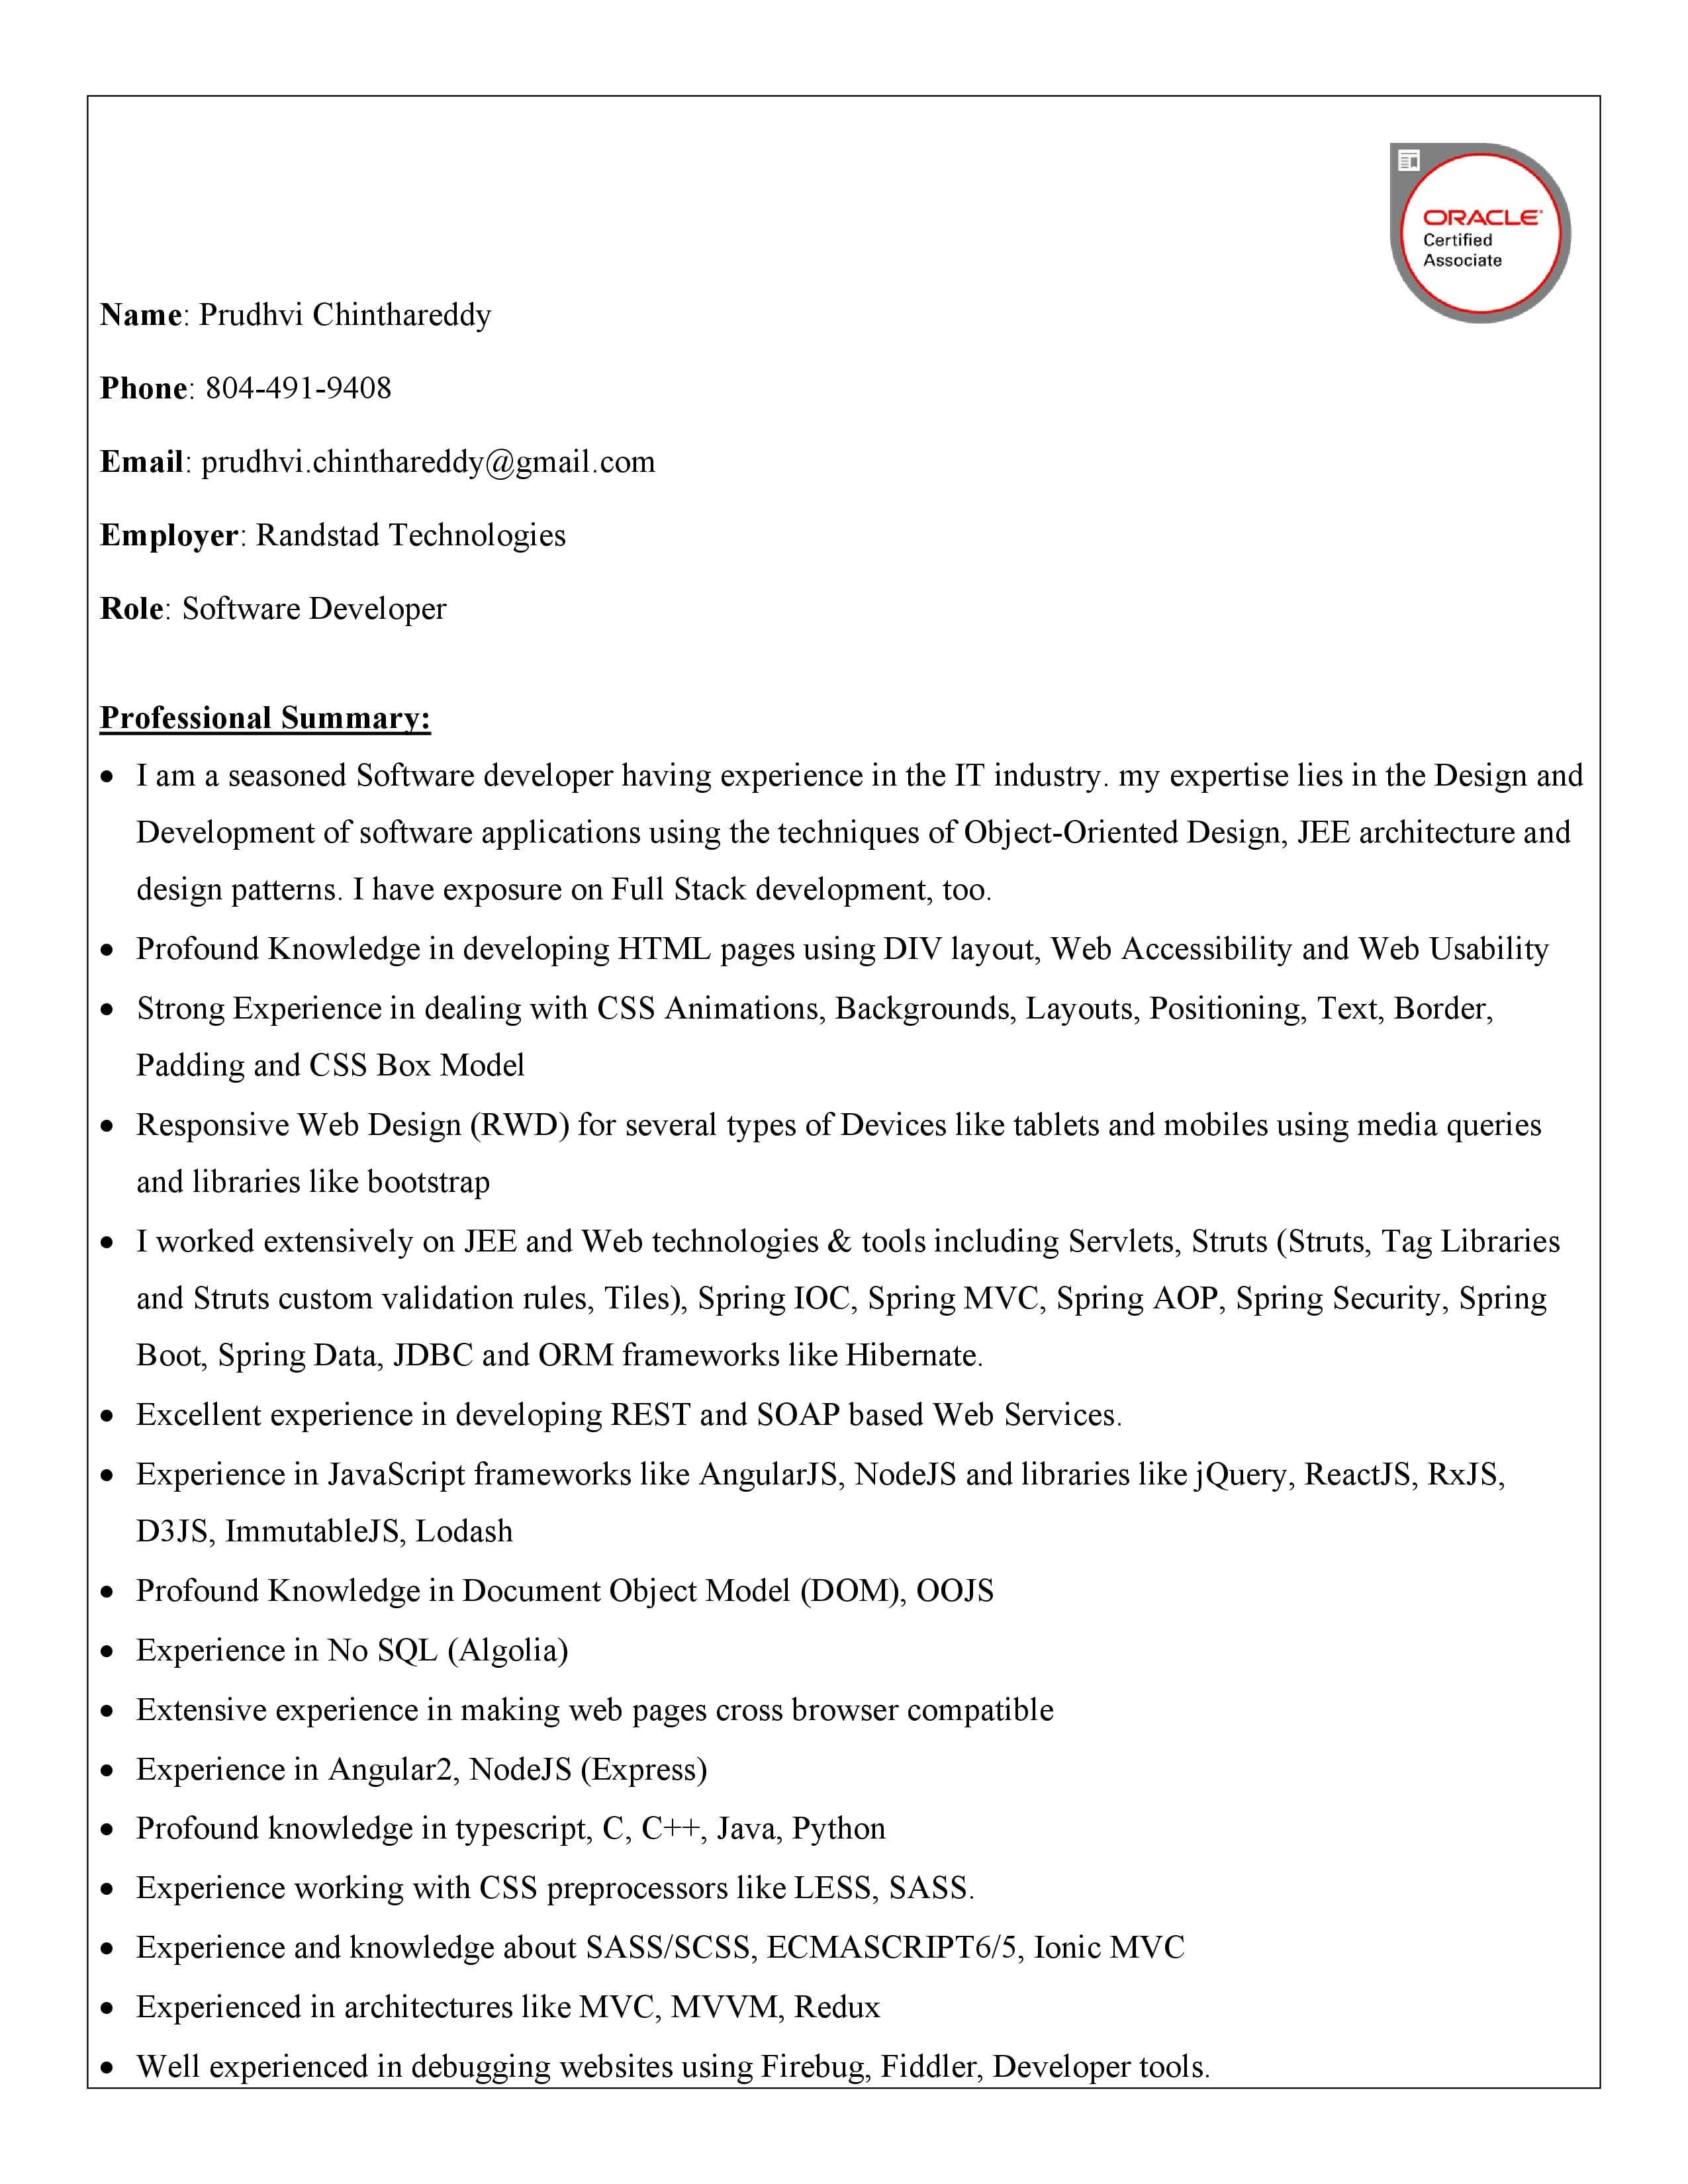 ORACLE
Certified
Associate
Name: Prudhvi Chinthareddy
Phone: 804-491-9408
Email: prudhvi.chinthareddy@gmail.com
Employer: Randstad Technologies
Role: Software Developer
Professional Summary:
• I am a seasoned Software developer having experience in the IT industry. my expertise lies in the Design and
Development of software applications using the techniques of Object-Oriented Design, JEE architecture and
design patterns. I have exposure on Full Stack development, too.
• Profound Knowledge in developing HTML pages using DIV layout, Web Accessibility and Web Usability
• Strong Experience in dealing with CSS Animations, Backgrounds, Layouts, Positioning, Text, Border,
Padding and CSS Box Model
• Responsive Web Design (RWD) for several types of Devices like tablets and mobiles using media queries
and libraries like bootstrap
• I worked extensively on JEE and Web technologies & tools including Servlets, Struts (Struts, Tag Libraries
and Struts custom validation rules, Tiles), Spring IOC, Spring MVC, Spring AOP, Spring Security, Spring
Boot, Spring Data, JDBC and ORM frameworks like Hibernate.
• Excellent experience in developing REST and SOAP based Web Services.
• Experience in JavaScript frameworks like AngularJS, NodeJS and libraries like jQuery, ReactJS, RxJS,
D3JS, ImmutableJS, Lodash
• Profound Knowledge in Document Object Model (DOM), OOJS
• Experience in No SQL (Algolia)
• Extensive experience in making web pages cross browser compatible
• Experience in Angular2, NodeJS (Express)
• Profound knowledge in typescript, C, C++, Java, Python
• Experience working with CSS preprocessors like LESS, SASS.
• Experience and knowledge about SASS/SCSS, ECMASCRIPT6/5, Ionic MVC
• Experienced in architectures like MVC, MVVM, Redux
• Well experienced in debugging websites using Firebug, Fiddler, Developer tools.